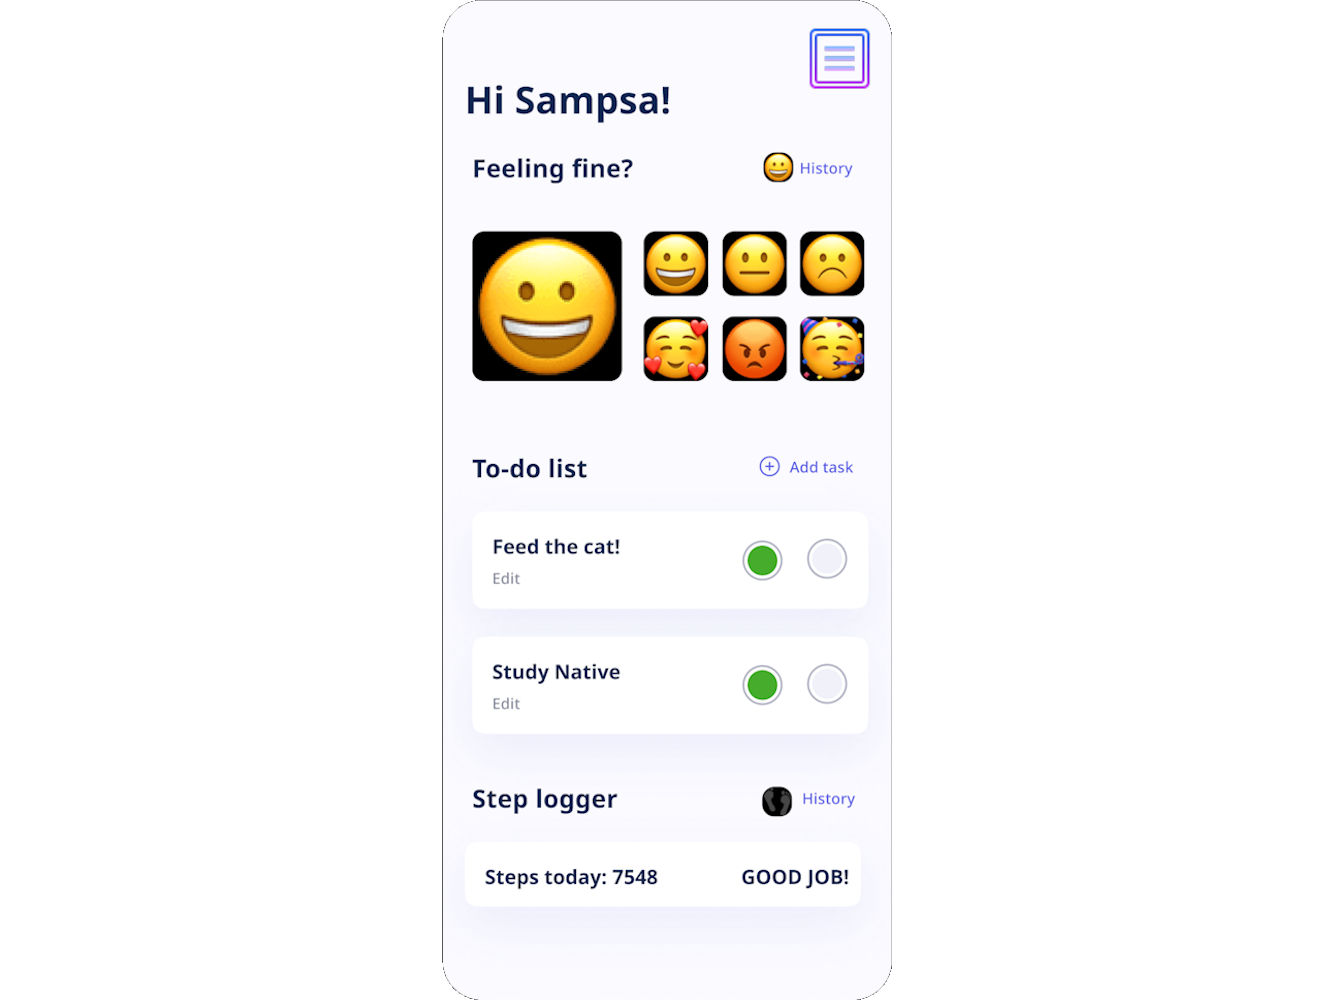 Hi Sampsa!
Feeling fine?
History
To-do list
Add task
Feed the cat!
Edit
Study Native
Edit
Step logger
History
Steps today: 7548
GOOD JOB!